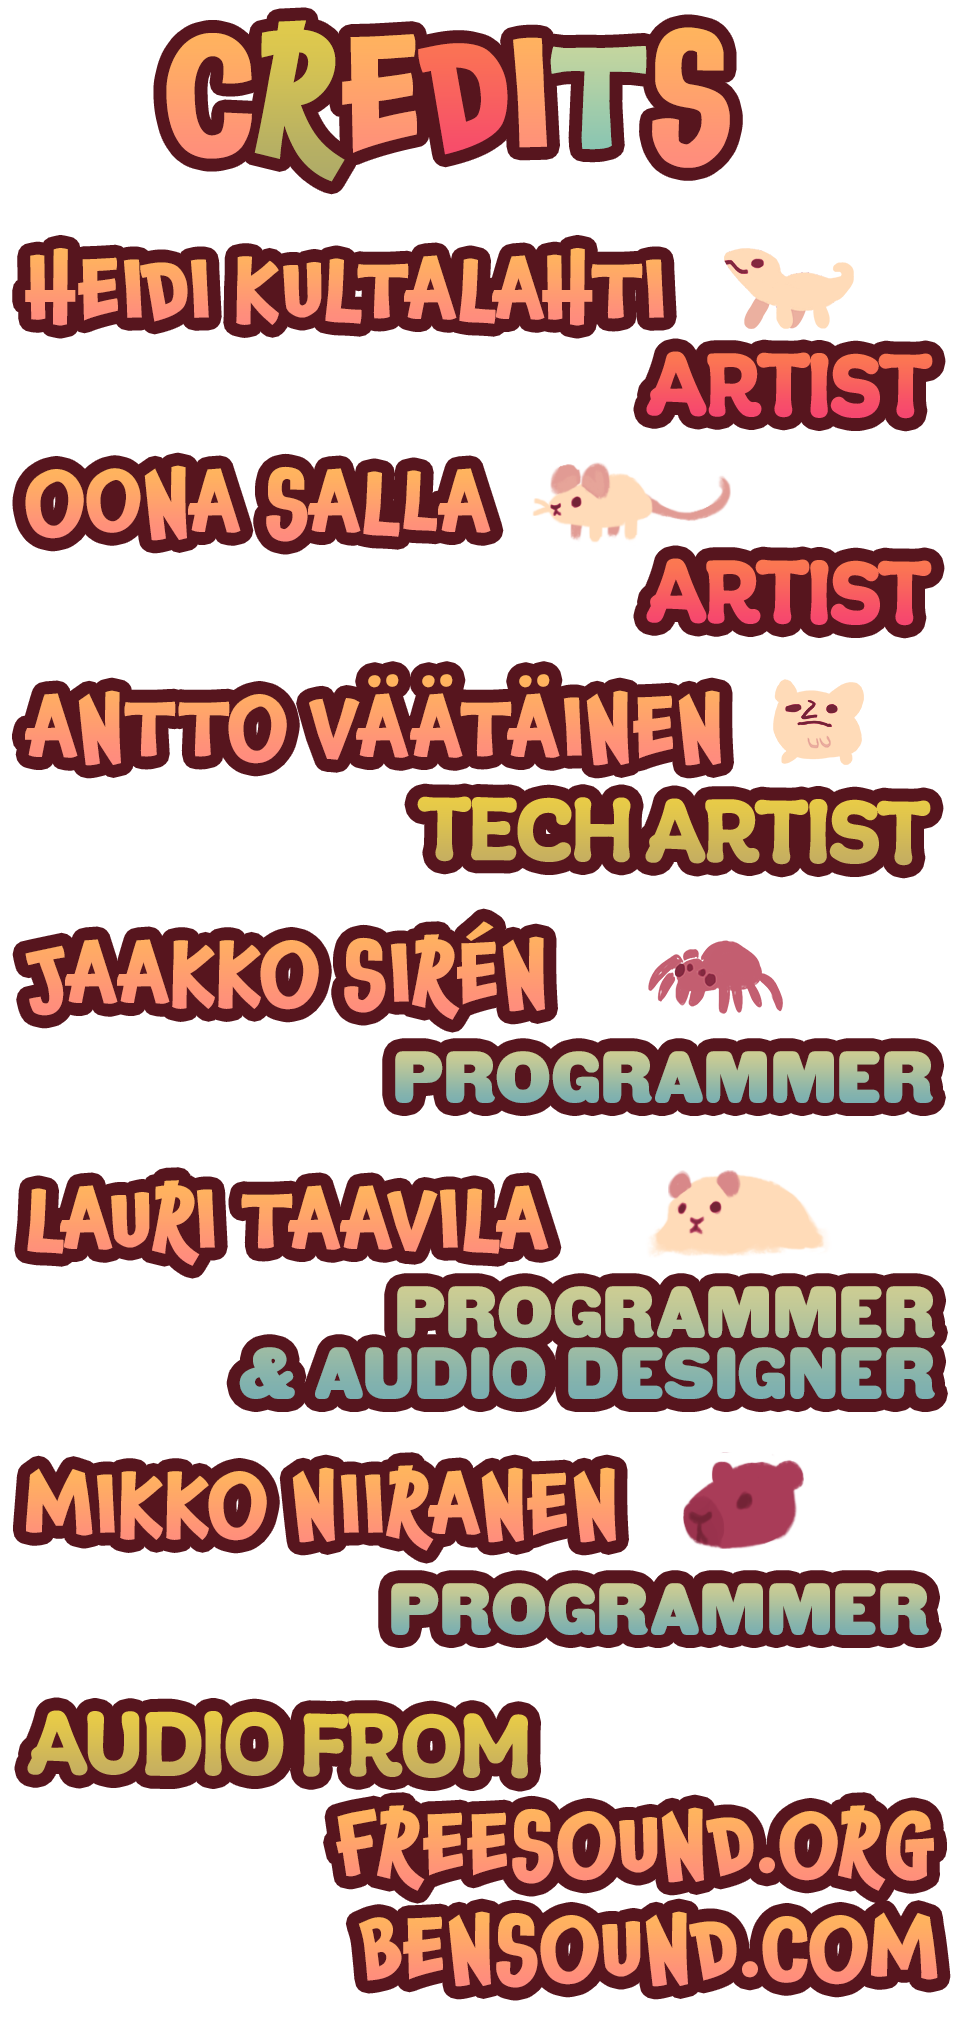 CREDITS
HEIDI KULTALAHTI
ARTIST
OONA SALLA
ARTIST
ANTTO VÄÄTÄINEN
TECH ARTIST
JAAKKO SIRÉN
PROGRAMMER
LAURI TAAVILA
PROGRAMMER
& AUDIO DESIGNER
MIKKO NIIRANEN
PROGRAMMER
AUDIO FROM
FREESOUND.ORG
BENSOUND.COM